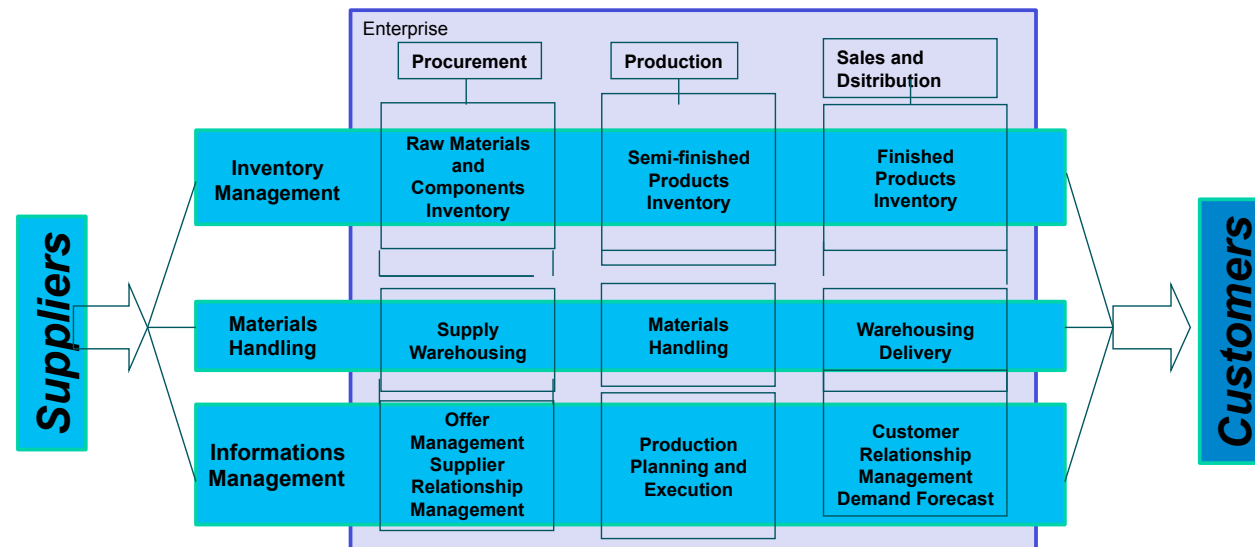 Enterprise
Procurement
Production
Sales and
Dsitribution
Suppliers
Inventory
Management
Raw Materials
and
Components
Inventory
Semi-finished
Products
Inventory
Finished
Products
Inventory
Materials
Handling
Supply
Warehousing
Materials
Handling
Warehousing
Delivery
Informations
Management
Offer
Management
Supplier
Relationship
Management
Production
Planning and
Execution
Customer
Relationship
Management
Demand Forecast
Customers